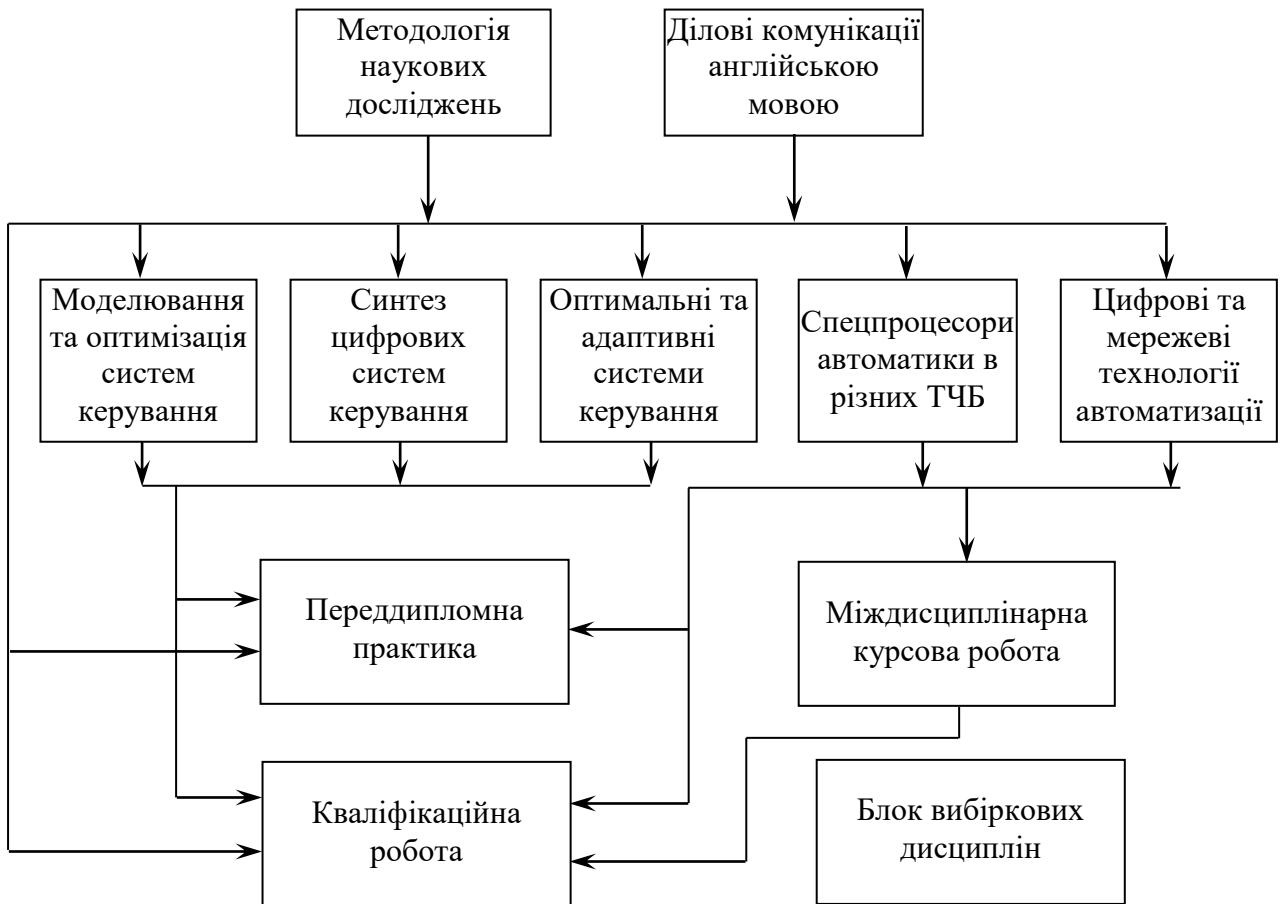 Методологія
наукових
досліджень
Ділові комунікації
англійською
мовою
Моделювання
та оптимізація
систем
керування
Синтез
цифрових
систем
керування
Оптимальні та
адаптивні
системи
керування
Спецпроцесори
автоматики в
різних ТЧБ
Цифрові та
мережеві
технології
автоматизації
Переддипломна
практика
Міждисциплінарна
курсова робота
Кваліфікаційна
робота
Блок вибіркових
дисциплін